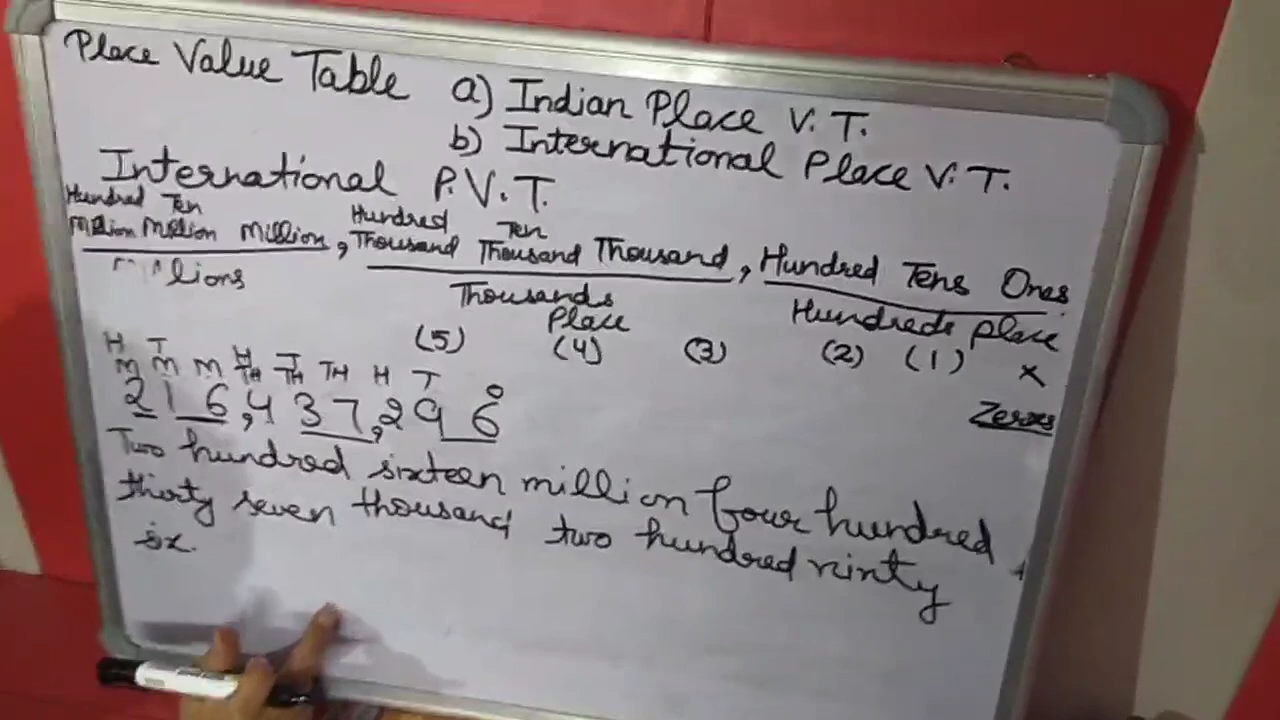 Place Value Table a) Indian Place V.T.
b) International Place V.T.
International P.V.T.
Hundred Ten Hundred Ten
Million Million Million, Thousand Thousand Thousand, Hundred Tens Ones
Millions Thousands Place Hundreds place
(5) (4) (3) (2) (1) x
H T H T
M M M TH TH TH H T O
216,437,296 Zeroes
Two hundred sixteen million four hundred
thirty seven thousand two hundred ninty
six.